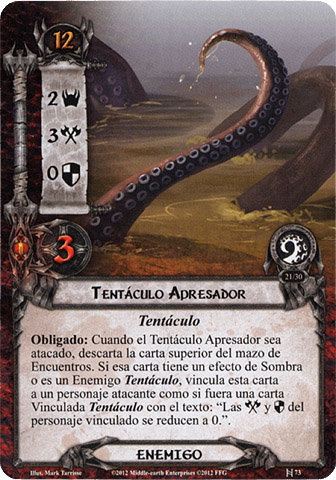 12
2
3
0
3
Tentáculo Apresador
21/30
Tentáculo
Obligado: Cuando el Tentáculo Apresador sea
atacado, descarta la carta superior del mazo de
Encuentros. Si esa carta tiene un efecto de Sombra
o es un Enemigo Tentáculo, vincula esta carta
a un personaje atacante como si fuera una carta
Vinculada Tentáculo con el texto: “Las y del
personaje vinculado se reducen a 0.”.
ENEMIGO
Illus. Mark Tarrisse
©2012 Middle-earth Enterprises ©2012 FFG
73